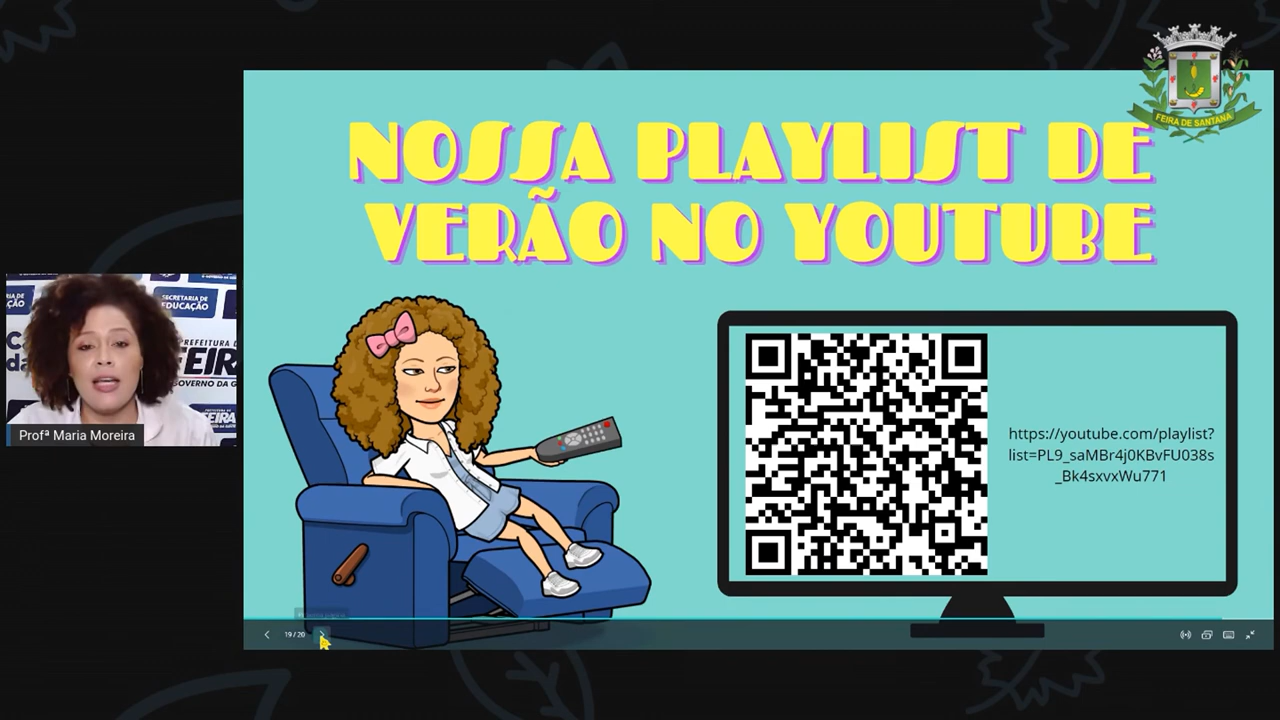 FEIRA DE SANTANA
NOSSA PLAYLIST DE
VERÃO NO YOUTUBE
SECRETARIA DE
EDUCAÇÃO
PREFEITURA DE
FEIR
Profª Maria Moreira
https://youtube.com/playlist?
list=PL9_saMBr4j0KBvFU038s
_Bk4sxvxWu771
19 / 20